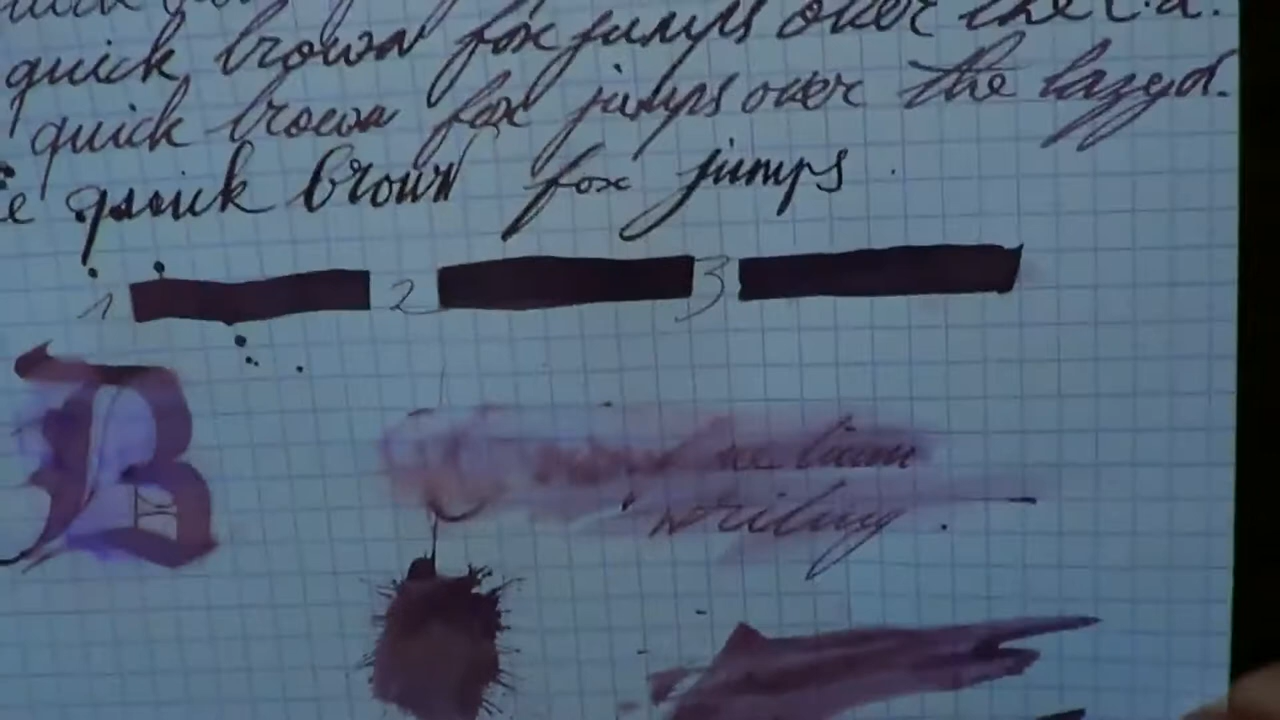 quick brown fox jumps over the l.d.
quick brown fox jumps over the lazy d.
e quick brown fox jumps.
1 2 3
B
writing.